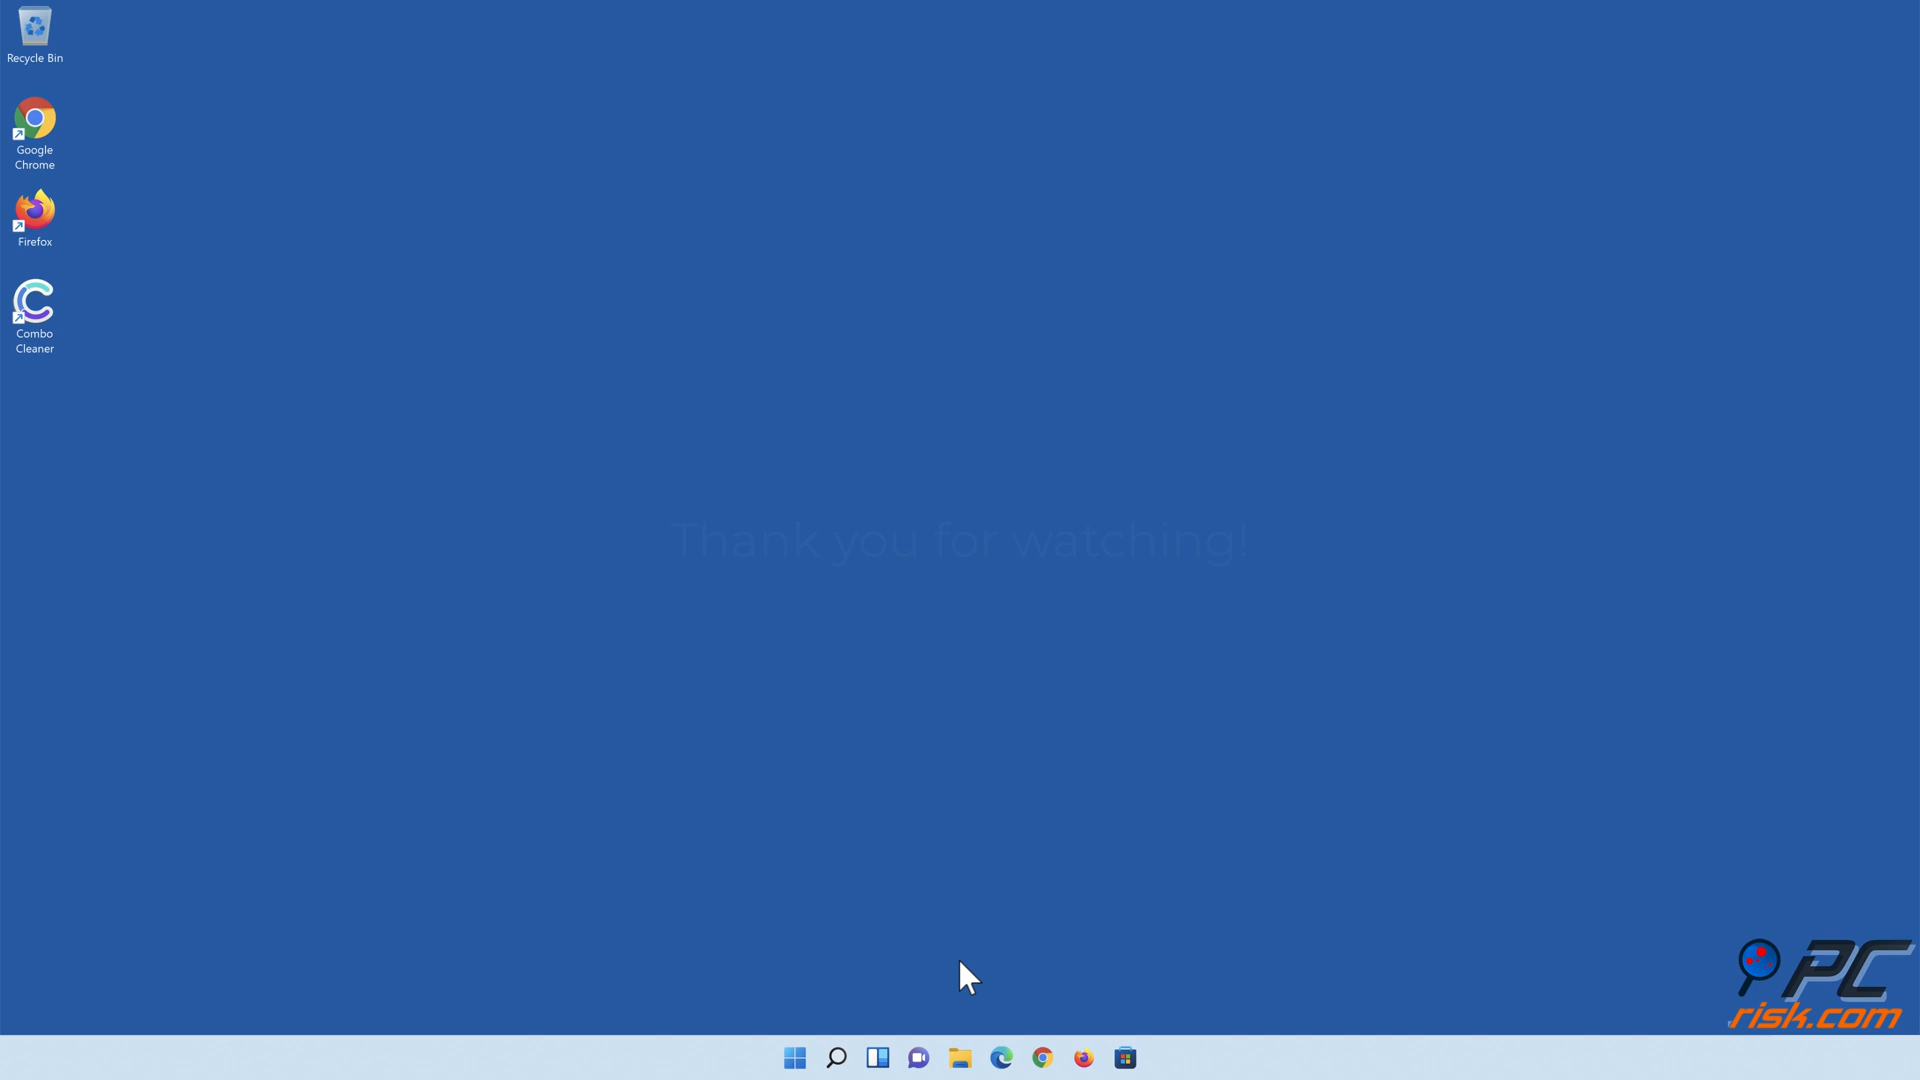 Recycle Bin
Google
Chrome
Firefox
Combo
Cleaner
Thank you for watching!
PC
risk.com